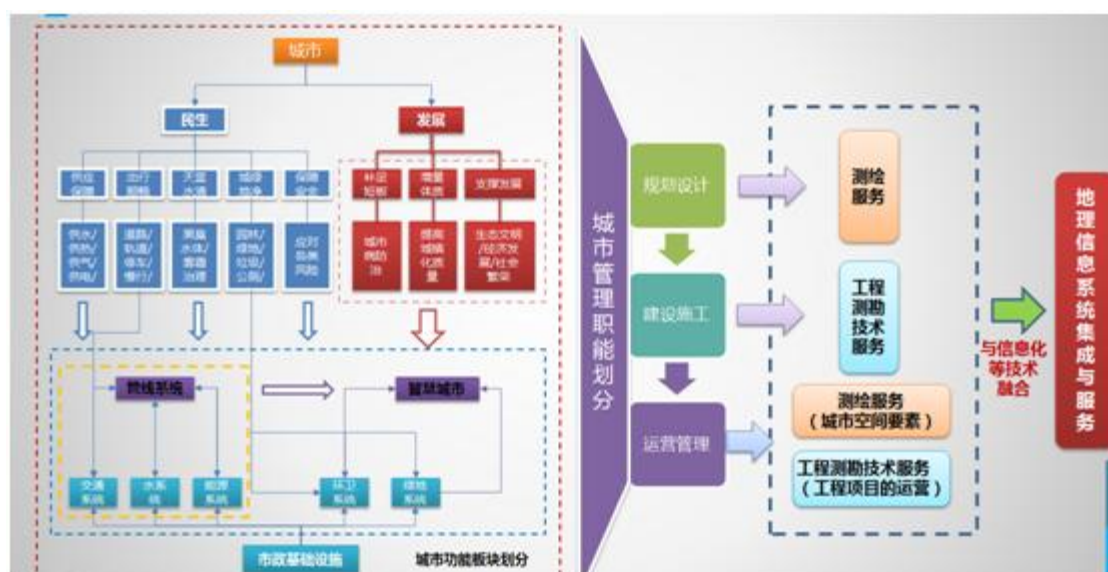 城市
民生
发展
供应
保障
治行
天蓝
水清
城绿
地净
保障
安全
补足
短板
增量
体质
支撑发展
供水/
供热/
供气/
供电/
道路/
轨道/
停车/
慢行/
黑臭
水体/
雾霾
治理
园林/
绿地/
垃圾/
公厕/
应对
各类
风险
城市
病防
治
提高
城镇
化质
量
生态文明
/经济发
展/社会
繁荣
管线系统
智慧城市
交通
系统
水系
统
能源
系统
环卫
系统
绿地
系统
市政基础设施
城市功能板块划分
城市管理职能划分
规划设计
建设施工
运营管理
测绘
服务
工程
测勘
技术
服务
测绘服务
（城市空间要素）
工程测勘技术服务
（工程项目的运营）
与信息化
等技术
融合
地理信息系统集成与服务